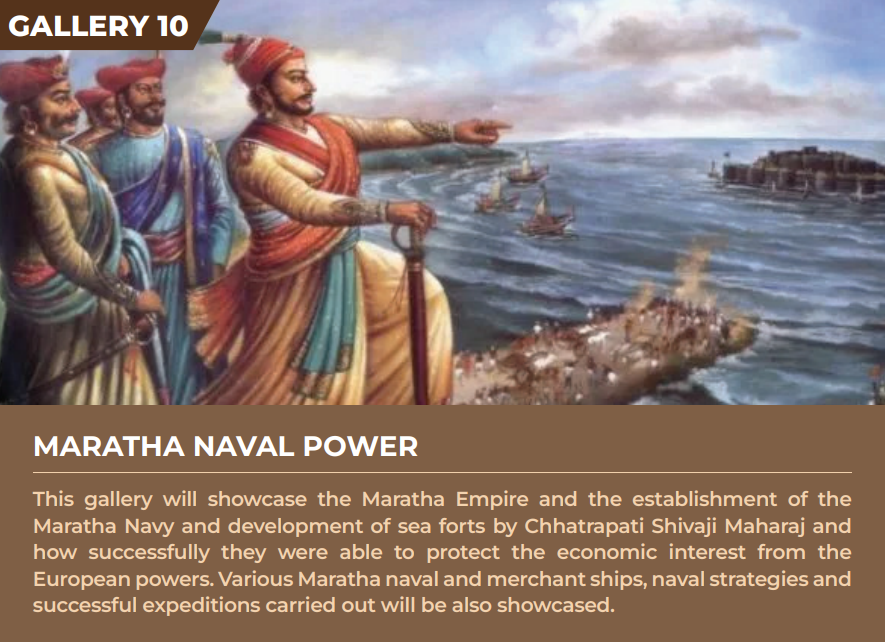 GALLERY 10
MARATHA NAVAL POWER
This gallery will showcase the Maratha Empire and the establishment of the
Maratha Navy and development of sea forts by Chhatrapati Shivaji Maharaj and
how successfully they were able to protect the economic interest from the
European powers. Various Maratha naval and merchant ships, naval strategies and
successful expeditions carried out will be also showcased.